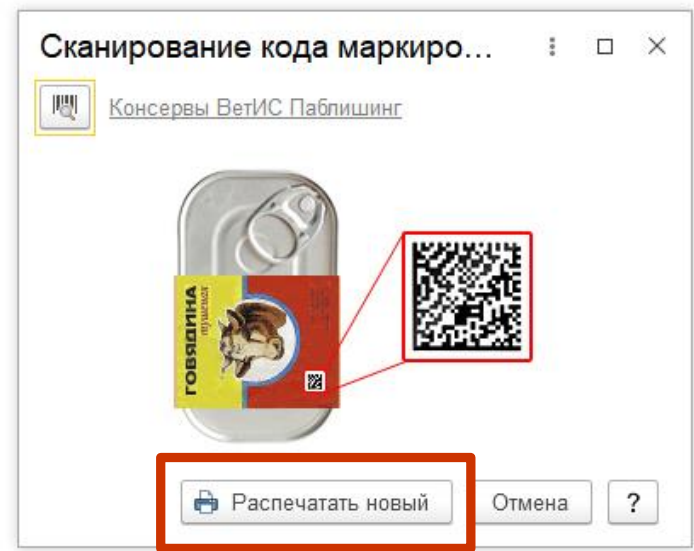 Сканирование кода маркиро...
Консервы ВетИС Паблишинг
ГОВЯДИНА
тушеная
Распечатать новый
Отмена
?